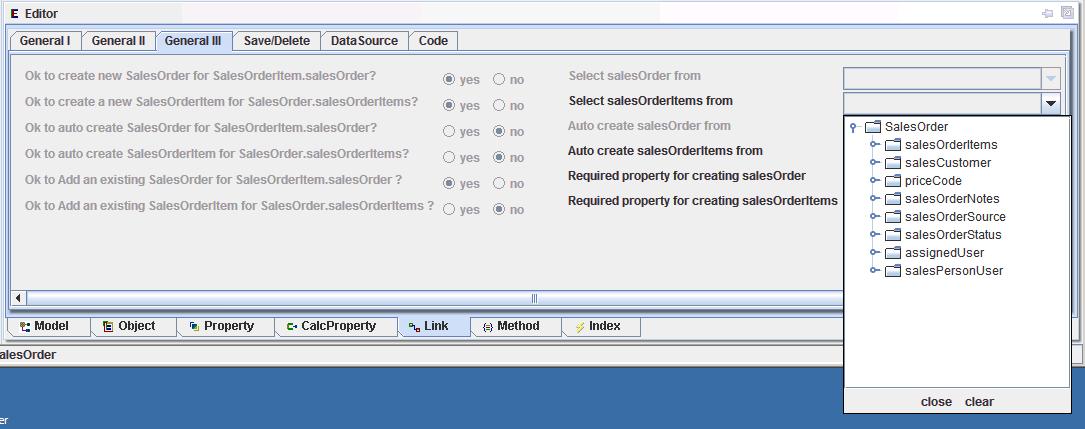 Editor
General I General II General III Save/Delete DataSource Code
Ok to create new SalesOrder for SalesOrderItem.salesOrder? yes no
Ok to create a new SalesOrderItem for SalesOrder.salesOrderItems? yes no
Ok to auto create SalesOrder for SalesOrderItem.salesOrder? yes no
Ok to auto create SalesOrderItem for SalesOrder.salesOrderItems? yes no
Ok to Add an existing SalesOrder for SalesOrderItem.salesOrder ? yes no
Ok to Add an existing SalesOrderItem for SalesOrder.salesOrderItems ? yes no
Select salesOrder from
Select salesOrderItems from
Auto create salesOrder from
Auto create salesOrderItems from
Required property for creating salesOrder
Required property for creating salesOrderItems
SalesOrder
salesOrderItems
salesCustomer
priceCode
salesOrderNotes
salesOrderSource
salesOrderStatus
assignedUser
salesPersonUser
close clear
Model Object Property CalcProperty Link Method Index
alesOrder
er